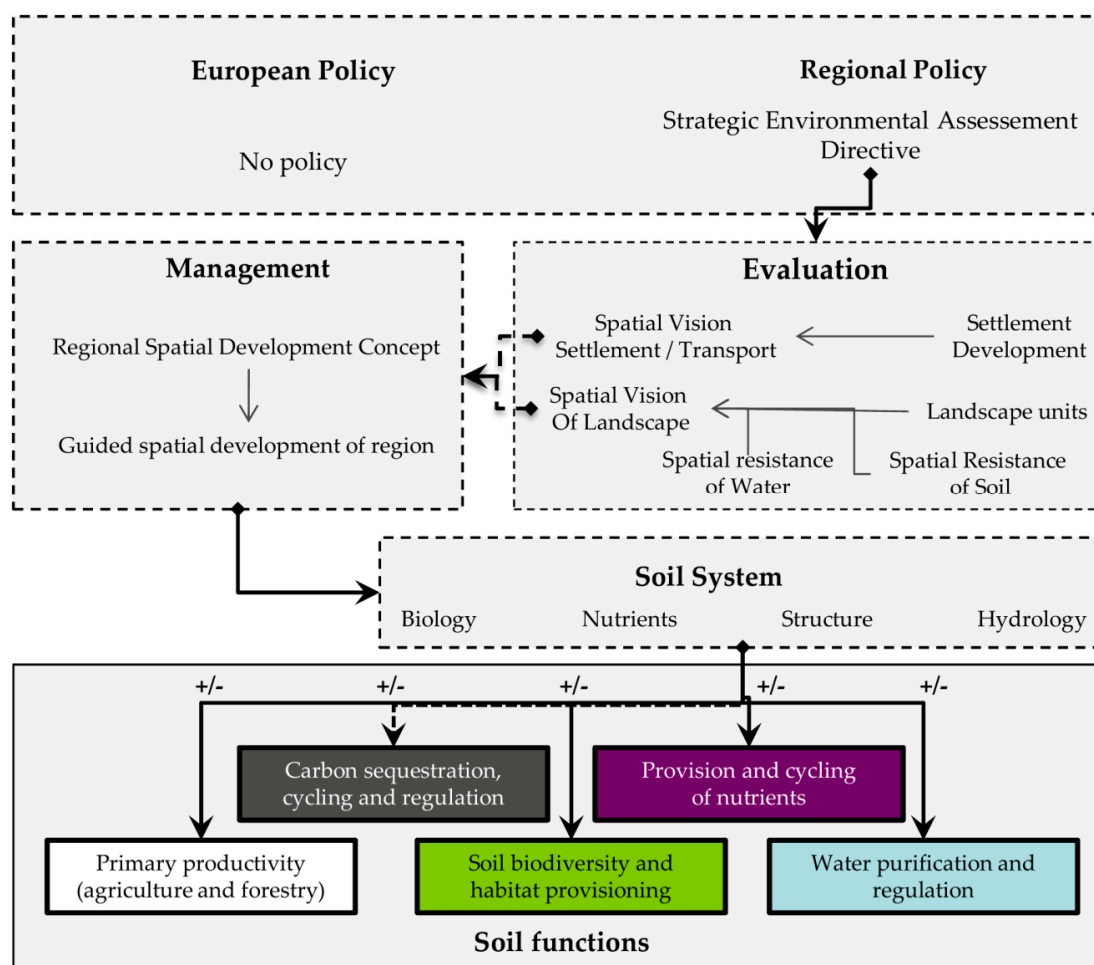 European Policy
Regional Policy
Strategic Environmental Assessement
Directive
No policy
Management
Regional Spatial Development Concept
Guided spatial development of region
Evaluation
Spatial Vision
Settlement / Transport
Settlement
Development
Spatial Vision
Of Landscape
Landscape units
Spatial resistance
of Water
Spatial Resistance
of Soil
Soil System
Biology
Nutrients
Structure
Hydrology
+/-
+/-
+/-
+/-
+/-
Carbon sequestration,
cycling and regulation
Provision and cycling
of nutrients
Primary productivity
(agriculture and forestry)
Soil biodiversity and
habitat provisioning
Water purification and
regulation
Soil functions